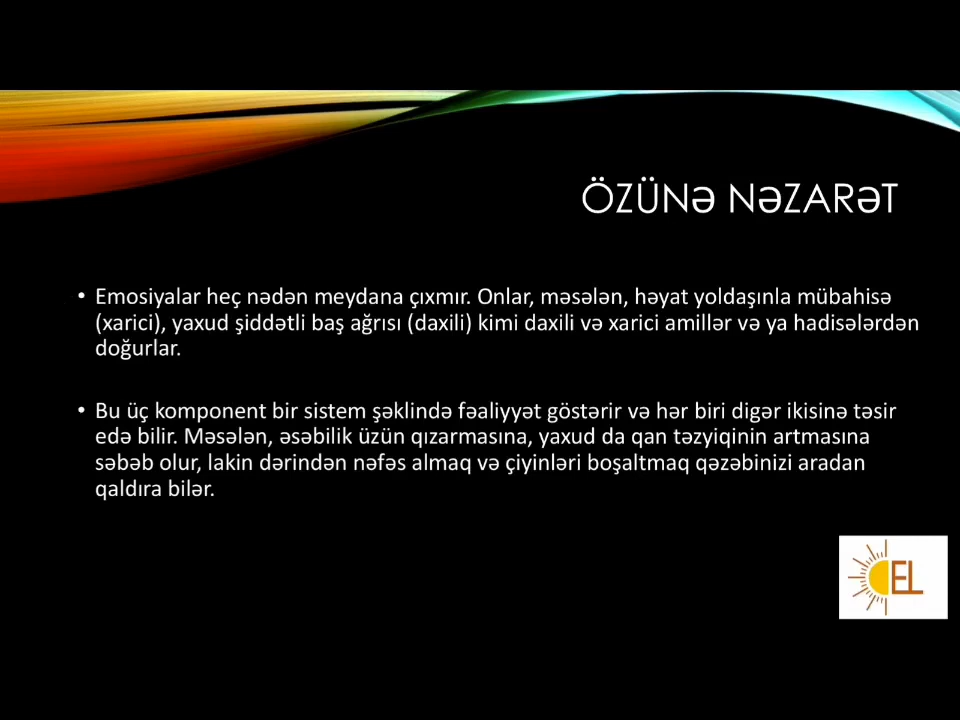 ÖZÜNƏ NƏZARƏT
• Emosiyalar heç nədən meydana çıxmır. Onlar, məsələn, həyat yoldaşınla mübahisə
(xarici), yaxud şiddətli baş ağrısı (daxili) kimi daxili və xarici amillər və ya hadisələrdən
doğurlar.
• Bu üç komponent bir sistem şəklində fəaliyyət göstərir və hər biri digər ikisinə təsir
edə bilir. Məsələn, əsəbilik üzün qızarmasına, yaxud da qan təzyiqinin artmasına
səbəb olur, lakin dərindən nəfəs almaq və çiyinləri boşaltmaq qəzəbinizi aradan
qaldıra bilər.
EL